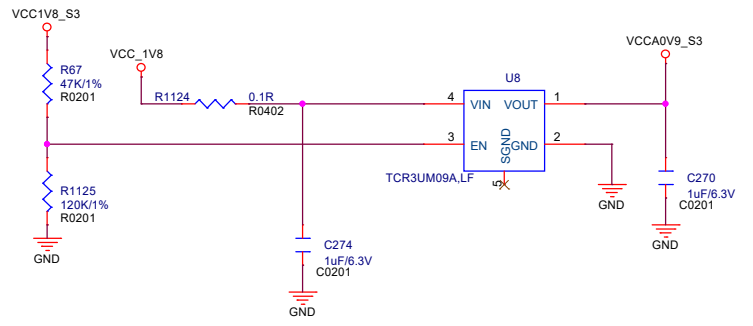 VCC1V8_S3
R67
47K/1%
R0201
VCC_1V8
R1124
0.1R
R0402
R1125
120K/1%
R0201
GND
C274
1uF/6.3V
C0201
GND
U8
4
VIN
VOUT
1
3
EN
SGND
GND
2
5
TCR3UM09A,LF
GND
VCCA0V9_S3
C270
1uF/6.3V
C0201
GND